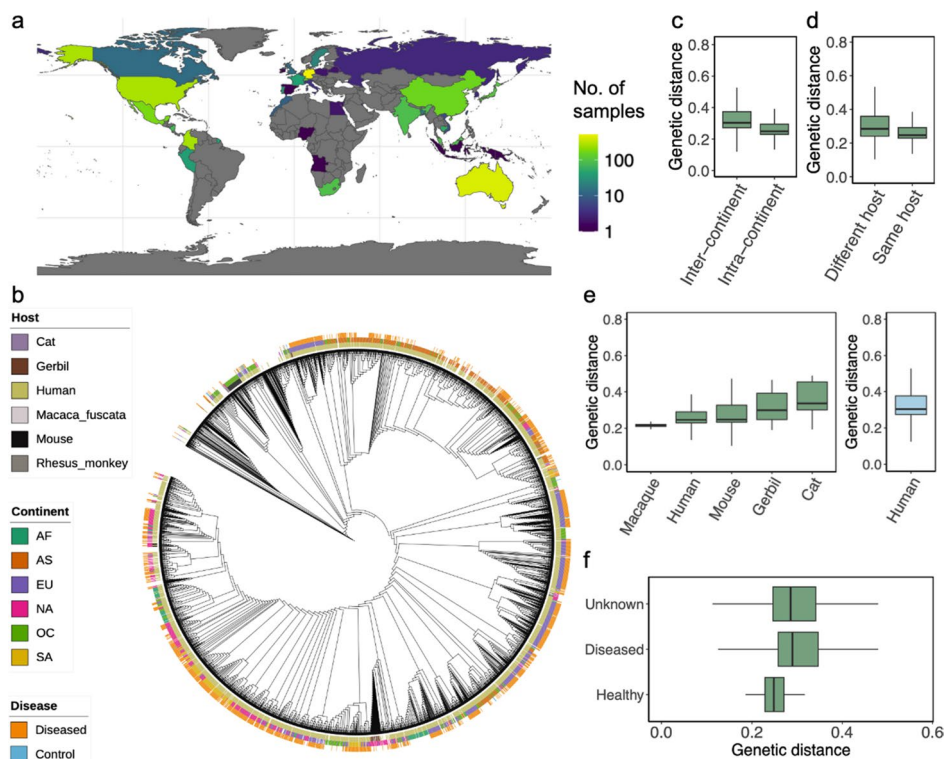 a
No. of
samples
100
10
1
c
Genetic distance
0.8
0.6
0.4
0.2
0.0
Inter-continent
Intra-continent
d
Genetic distance
0.8
0.6
0.4
0.2
0.0
Different host
Same host
b
Host
Cat
Gerbil
Human
Macaca_fuscata
Mouse
Rhesus_monkey
Continent
AF
AS
EU
NA
OC
SA
Disease
Diseased
Control
e
Genetic distance
0.8
0.6
0.4
0.2
0.0
Macaque
Human
Mouse
Gerbil
Cat
Genetic distance
0.8
0.6
0.4
0.2
0.0
Human
f
Unknown
Diseased
Healthy
0.0
0.2
0.4
0.6
Genetic distance